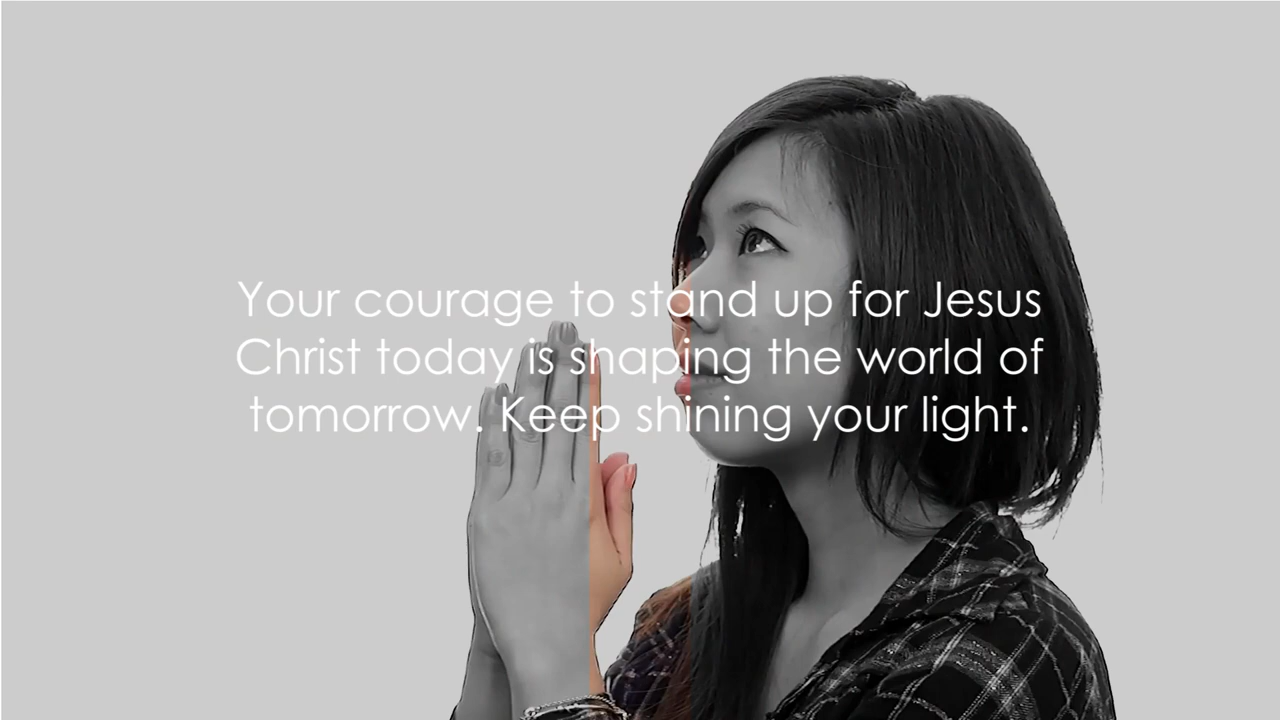 Your courage to stand up for Jesus
Christ today is shaping the world of
tomorrow. Keep shining your light.